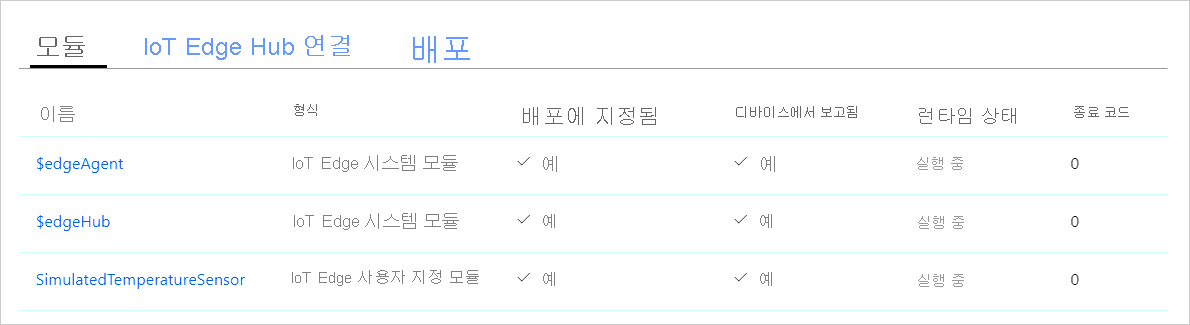 모듈 IoT Edge Hub 연결 배포
이름 형식 배포에 지정됨 디바이스에서 보고됨 런타임 상태 종료 코드
$edgeAgent IoT Edge 시스템 모듈 예 예 실행 중 0
$edgeHub IoT Edge 시스템 모듈 예 예 실행 중 0
SimulatedTemperatureSensor IoT Edge 사용자 지정 모듈 예 예 실행 중 0